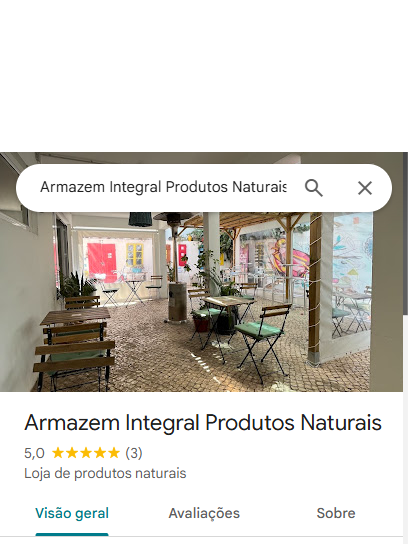 Armazem Integral Produtos Naturais
Armazem Integral Produtos Naturais
5,0 ★★★★★ (3)
Loja de produtos naturais
Visão geral
Avaliações
Sobre